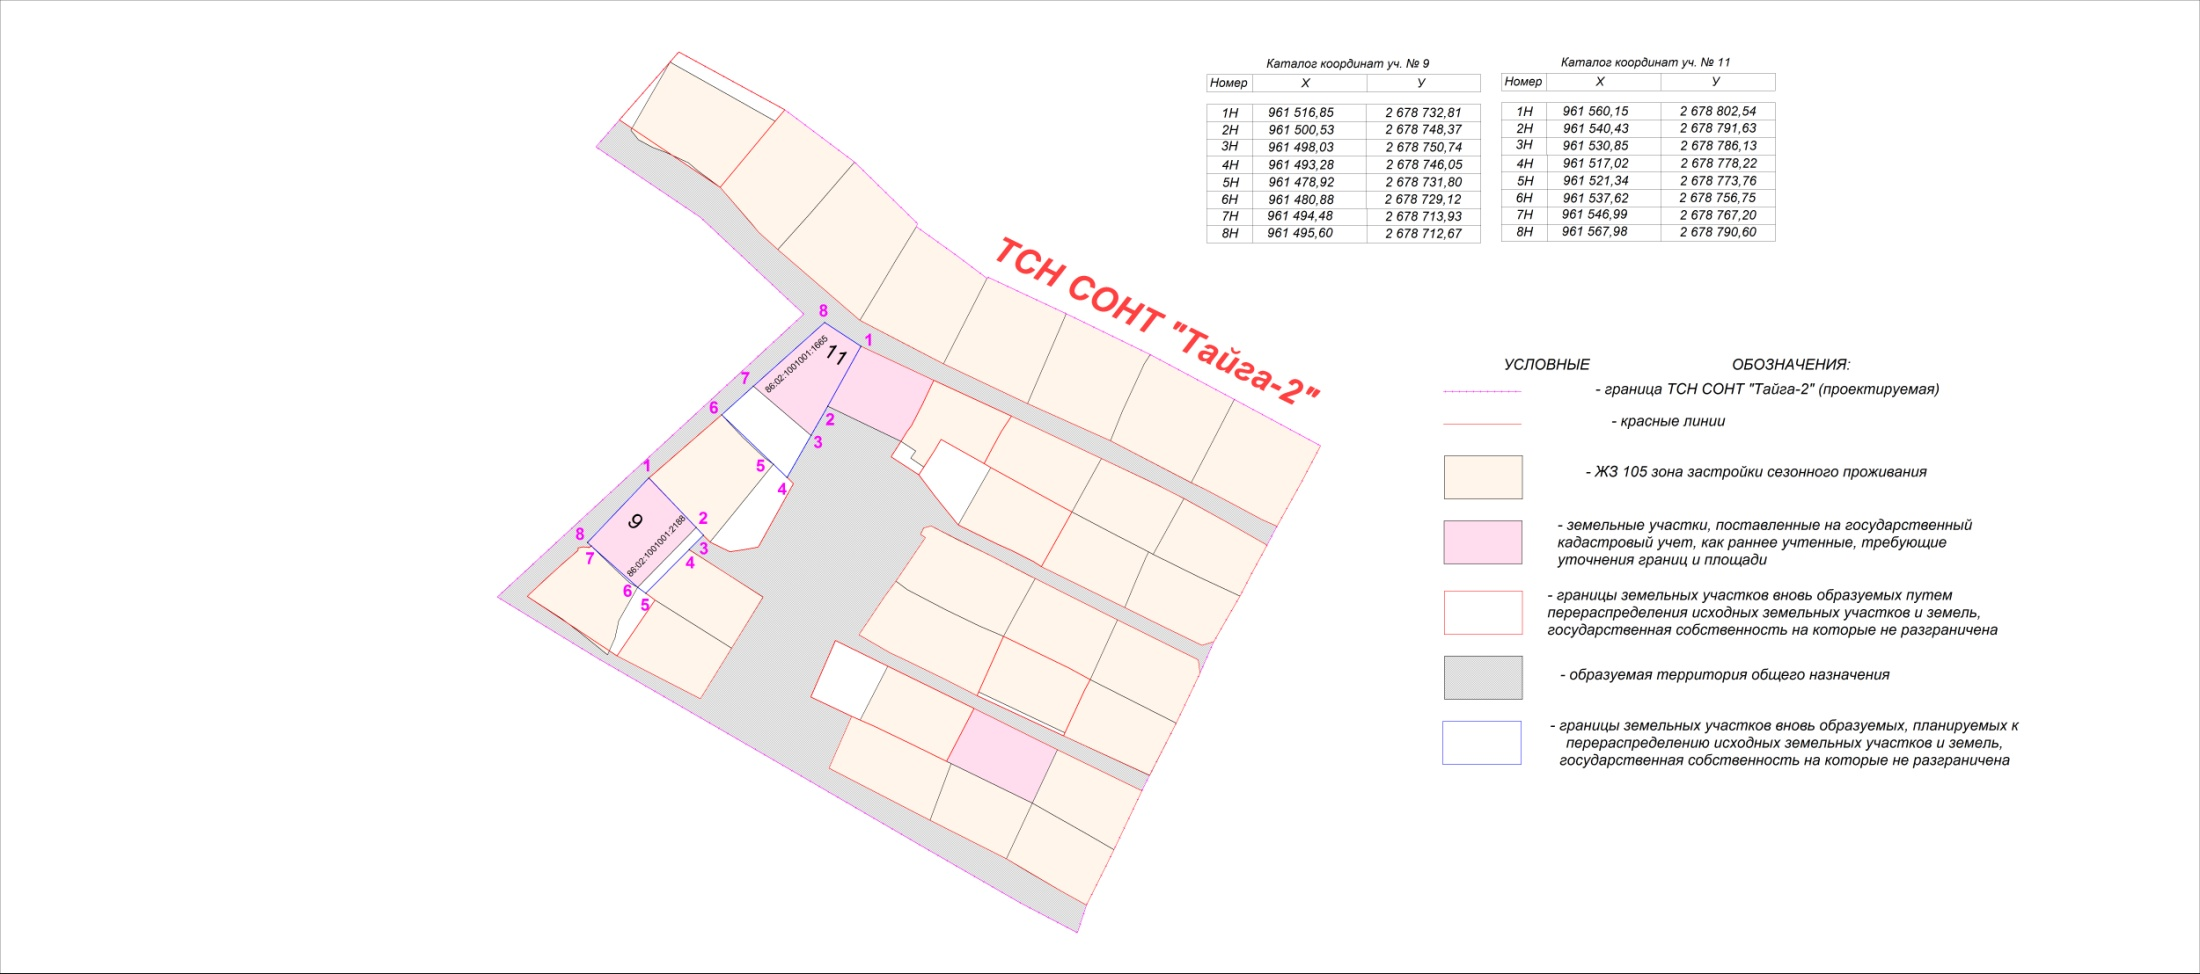 Каталог координат уч. № 9
Номер X У
1Н 961 516,85 2 678 732,81
2Н 961 500,53 2 678 748,37
3Н 961 498,03 2 678 750,74
4Н 961 493,28 2 678 746,05
5Н 961 478,92 2 678 731,80
6Н 961 480,88 2 678 729,12
7Н 961 494,48 2 678 713,93
8Н 961 495,60 2 678 712,67
Каталог координат уч. № 11
Номер X У
1Н 961 560,15 2 678 802,54
2Н 961 540,43 2 678 791,63
3Н 961 530,85 2 678 786,13
4Н 961 517,02 2 678 778,22
5Н 961 521,34 2 678 773,76
6Н 961 537,62 2 678 756,75
7Н 961 546,99 2 678 767,20
8Н 961 567,98 2 678 790,60
ТСН СОНТ "Тайга-2"
8
1
11
86:02:1001001:1665
7
6
2
3
5
4
1
9
86:02:1001001:2188
2
8
3
7
4
6
5
УСЛОВНЫЕ ОБОЗНАЧЕНИЯ:
- граница ТСН СОНТ "Тайга-2" (проектируемая)
- красные линии
- ЖЗ 105 зона застройки сезонного проживания
- земельные участки, поставленные на государственный
кадастровый учет, как раннее учтенные, требующие
уточнения границ и площади
- границы земельных участков вновь образуемых путем
перераспределения исходных земельных участков и земель,
государственная собственность на которые не разграничена
- образуемая территория общего назначения
- границы земельных участков вновь образуемых, планируемых к
перераспределению исходных земельных участков и земель,
государственная собственность на которые не разграничена